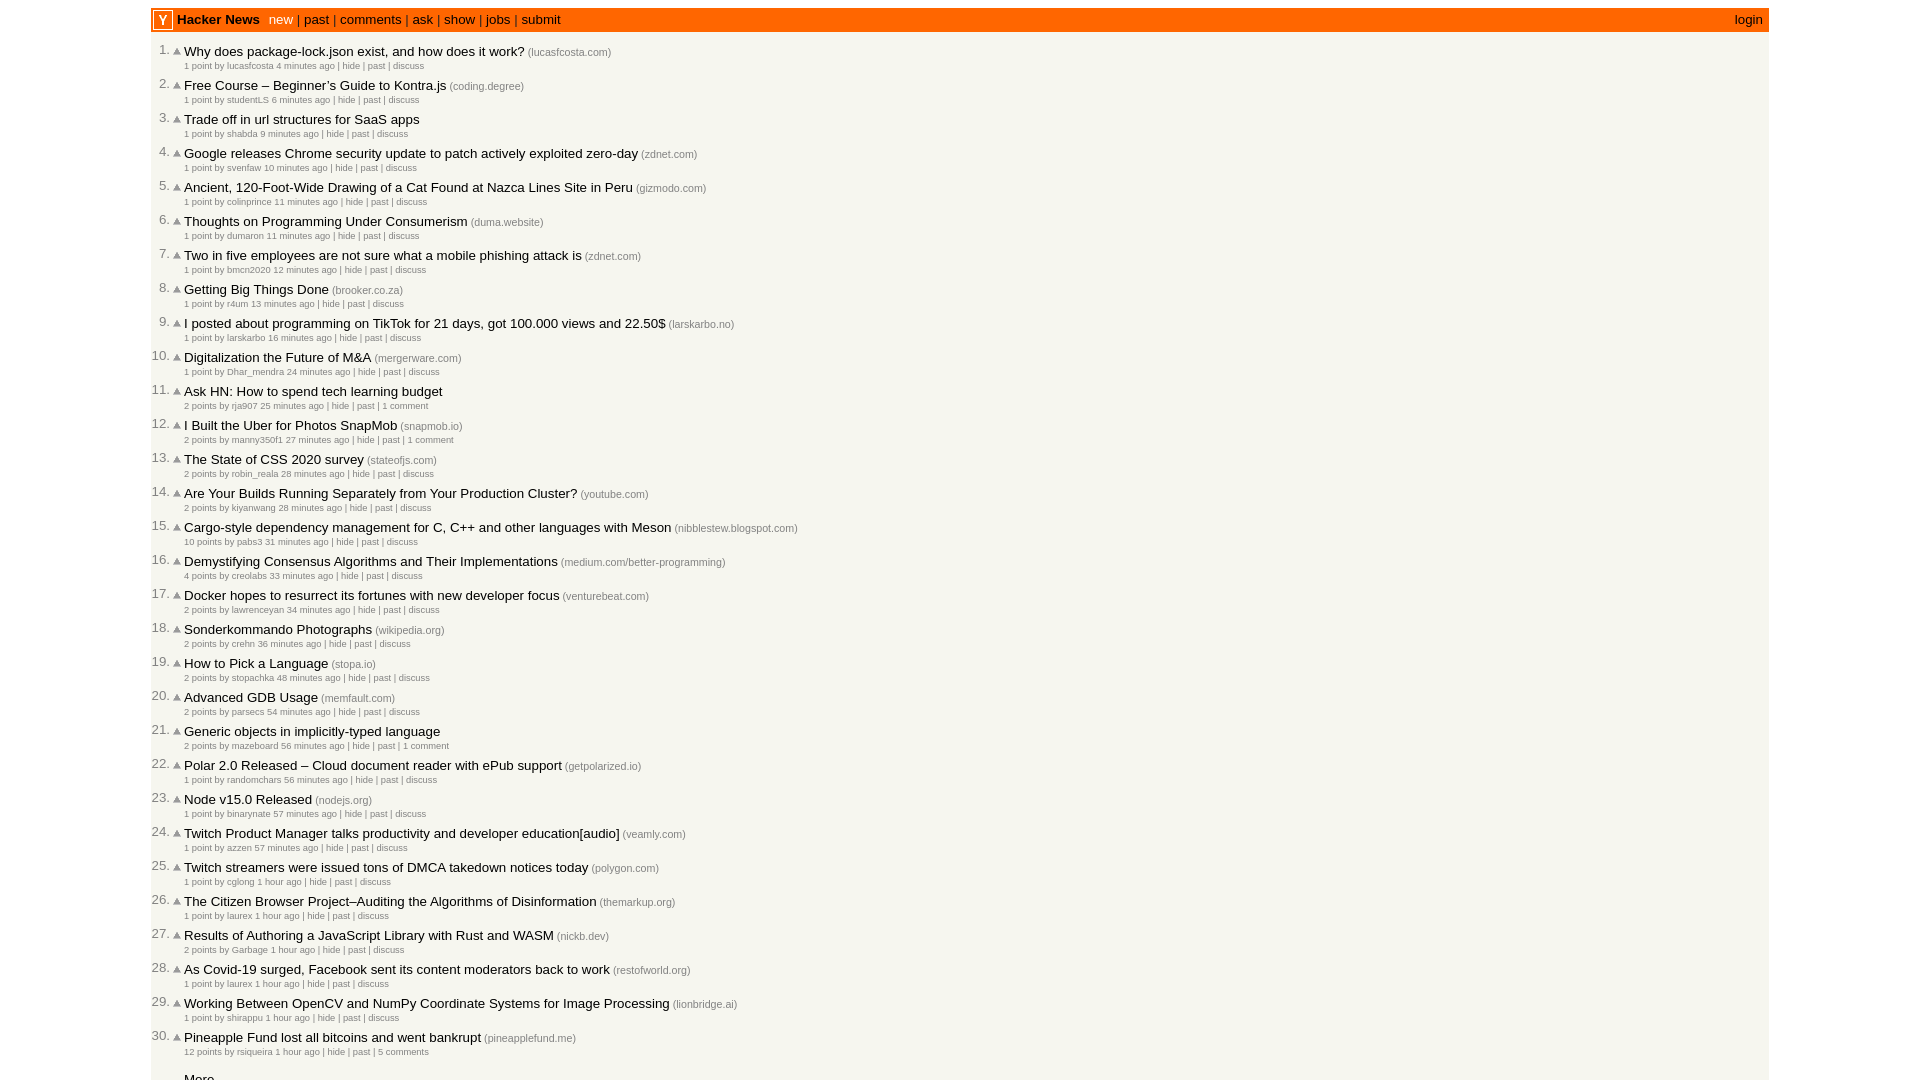 Y Hacker News new | past | comments | ask | show | jobs | submit login
1. Why does package-lock.json exist, and how does it work? (lucasfcosta.com)
1 point by lucasfcosta 4 minutes ago | hide | past | discuss
2. Free Course – Beginner’s Guide to Kontra.js (coding.degree)
1 point by studentLS 6 minutes ago | hide | past | discuss
3. Trade off in url structures for SaaS apps
1 point by shabda 9 minutes ago | hide | past | discuss
4. Google releases Chrome security update to patch actively exploited zero-day (zdnet.com)
1 point by svenfaw 10 minutes ago | hide | past | discuss
5. Ancient, 120-Foot-Wide Drawing of a Cat Found at Nazca Lines Site in Peru (gizmodo.com)
1 point by colinprince 11 minutes ago | hide | past | discuss
6. Thoughts on Programming Under Consumerism (duma.website)
1 point by dumaron 11 minutes ago | hide | past | discuss
7. Two in five employees are not sure what a mobile phishing attack is (zdnet.com)
1 point by bmcn2020 12 minutes ago | hide | past | discuss
8. Getting Big Things Done (brooker.co.za)
1 point by r4um 13 minutes ago | hide | past | discuss
9. I posted about programming on TikTok for 21 days, got 100.000 views and 22.50$ (larskarbo.no)
1 point by larskarbo 16 minutes ago | hide | past | discuss
10. Digitalization the Future of M&A (mergerware.com)
1 point by Dhar_mendra 24 minutes ago | hide | past | discuss
11. Ask HN: How to spend tech learning budget
2 points by rja907 25 minutes ago | hide | past | 1 comment
12. I Built the Uber for Photos SnapMob (snapmob.io)
2 points by manny350f1 27 minutes ago | hide | past | 1 comment
13. The State of CSS 2020 survey (stateofjs.com)
2 points by robin_reala 28 minutes ago | hide | past | discuss
14. Are Your Builds Running Separately from Your Production Cluster? (youtube.com)
2 points by kiyanwang 28 minutes ago | hide | past | discuss
15. Cargo-style dependency management for C, C++ and other languages with Meson (nibblestew.blogspot.com)
10 points by pabs3 31 minutes ago | hide | past | discuss
16. Demystifying Consensus Algorithms and Their Implementations (medium.com/better-programming)
4 points by creolabs 33 minutes ago | hide | past | discuss
17. Docker hopes to resurrect its fortunes with new developer focus (venturebeat.com)
2 points by lawrenceyan 34 minutes ago | hide | past | discuss
18. Sonderkommando Photographs (wikipedia.org)
2 points by crehn 36 minutes ago | hide | past | discuss
19. How to Pick a Language (stopa.io)
2 points by stopachka 48 minutes ago | hide | past | discuss
20. Advanced GDB Usage (memfault.com)
2 points by parsecs 54 minutes ago | hide | past | discuss
21. Generic objects in implicitly-typed language
2 points by mazeboard 56 minutes ago | hide | past | 1 comment
22. Polar 2.0 Released – Cloud document reader with ePub support (getpolarized.io)
1 point by randomchars 56 minutes ago | hide | past | discuss
23. Node v15.0 Released (nodejs.org)
1 point by binarynate 57 minutes ago | hide | past | discuss
24. Twitch Product Manager talks productivity and developer education[audio] (veamly.com)
1 point by azzen 57 minutes ago | hide | past | discuss
25. Twitch streamers were issued tons of DMCA takedown notices today (polygon.com)
1 point by cglong 1 hour ago | hide | past | discuss
26. The Citizen Browser Project–Auditing the Algorithms of Disinformation (themarkup.org)
1 point by laurex 1 hour ago | hide | past | discuss
27. Results of Authoring a JavaScript Library with Rust and WASM (nickb.dev)
2 points by Garbage 1 hour ago | hide | past | discuss
28. As Covid-19 surged, Facebook sent its content moderators back to work (restofworld.org)
1 point by laurex 1 hour ago | hide | past | discuss
29. Working Between OpenCV and NumPy Coordinate Systems for Image Processing (lionbridge.ai)
1 point by shirappu 1 hour ago | hide | past | discuss
30. Pineapple Fund lost all bitcoins and went bankrupt (pineapplefund.me)
12 points by rsiqueira 1 hour ago | hide | past | 5 comments
More